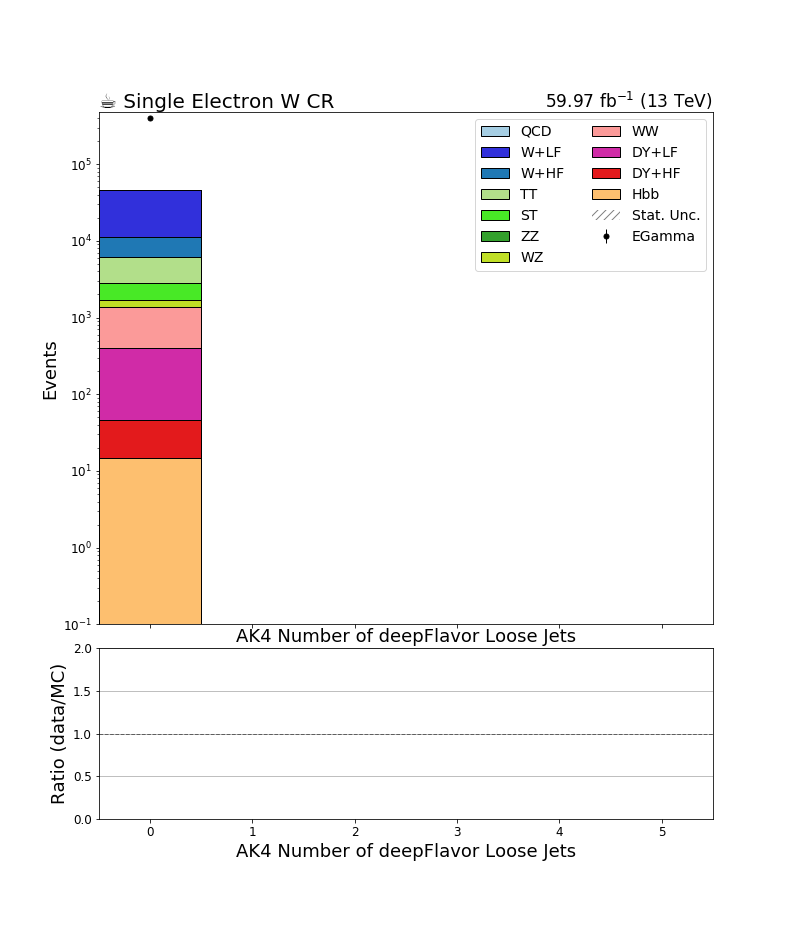 ☕ Single Electron W CR
59.97 fb⁻¹ (13 TeV)
QCD
W+LF
W+HF
TT
ST
ZZ
WZ
WW
DY+LF
DY+HF
Hbb
Stat. Unc.
EGamma
Events
10⁵
10⁴
10³
10²
10¹
10⁰
10⁻¹
AK4 Number of deepFlavor Loose Jets
Ratio (data/MC)
2.0
1.5
1.0
0.5
0.0
0 1 2 3 4 5
AK4 Number of deepFlavor Loose Jets